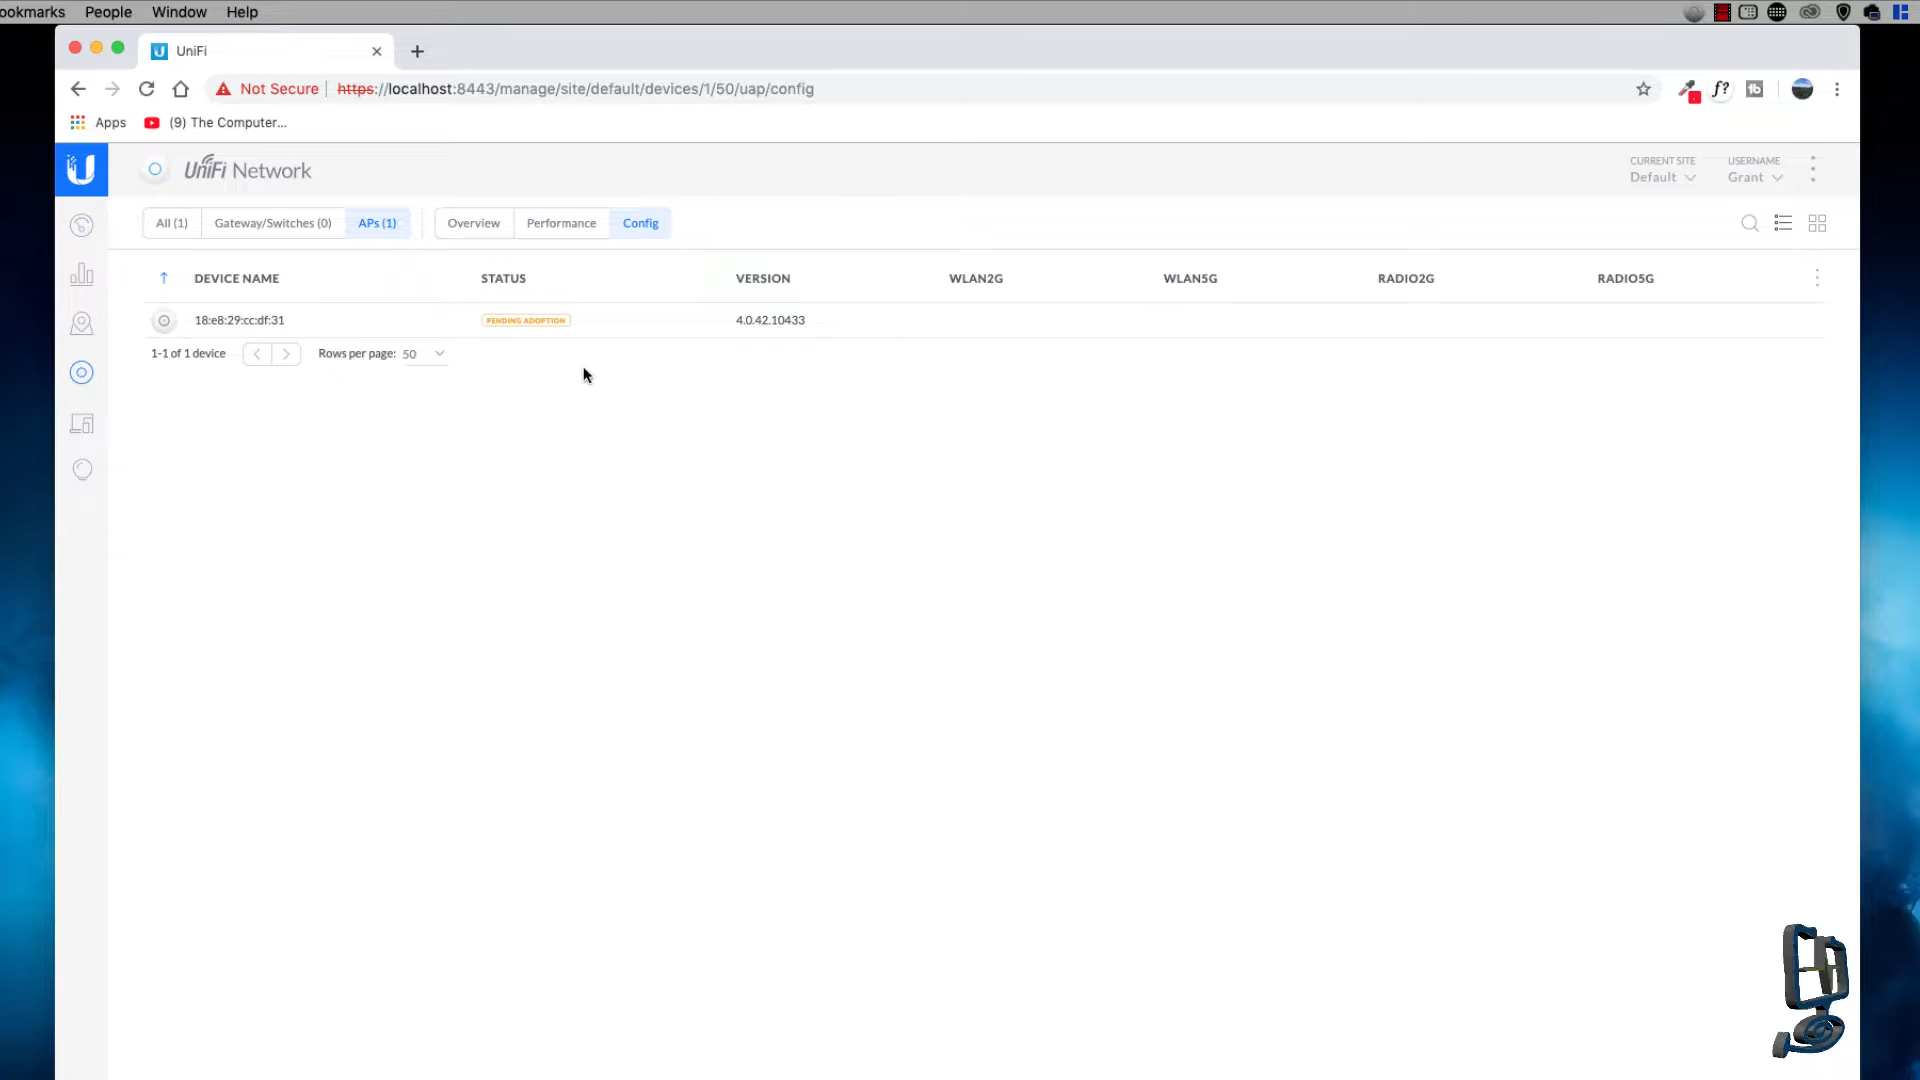 ookmarks People Window Help
UniFi
Not Secure https://localhost:8443/manage/site/default/devices/1/50/uap/config
Apps (9) The Computer...
UniFi Network
CURRENT SITE
Default
USERNAME
Grant
All (1) Gateway/Switches (0) APs (1) Overview Performance Config
DEVICE NAME STATUS VERSION WLAN2G WLAN5G RADIO2G RADIO5G
18:e8:29:cc:df:31 PENDING ADOPTION 4.0.42.10433
1-1 of 1 device Rows per page: 50